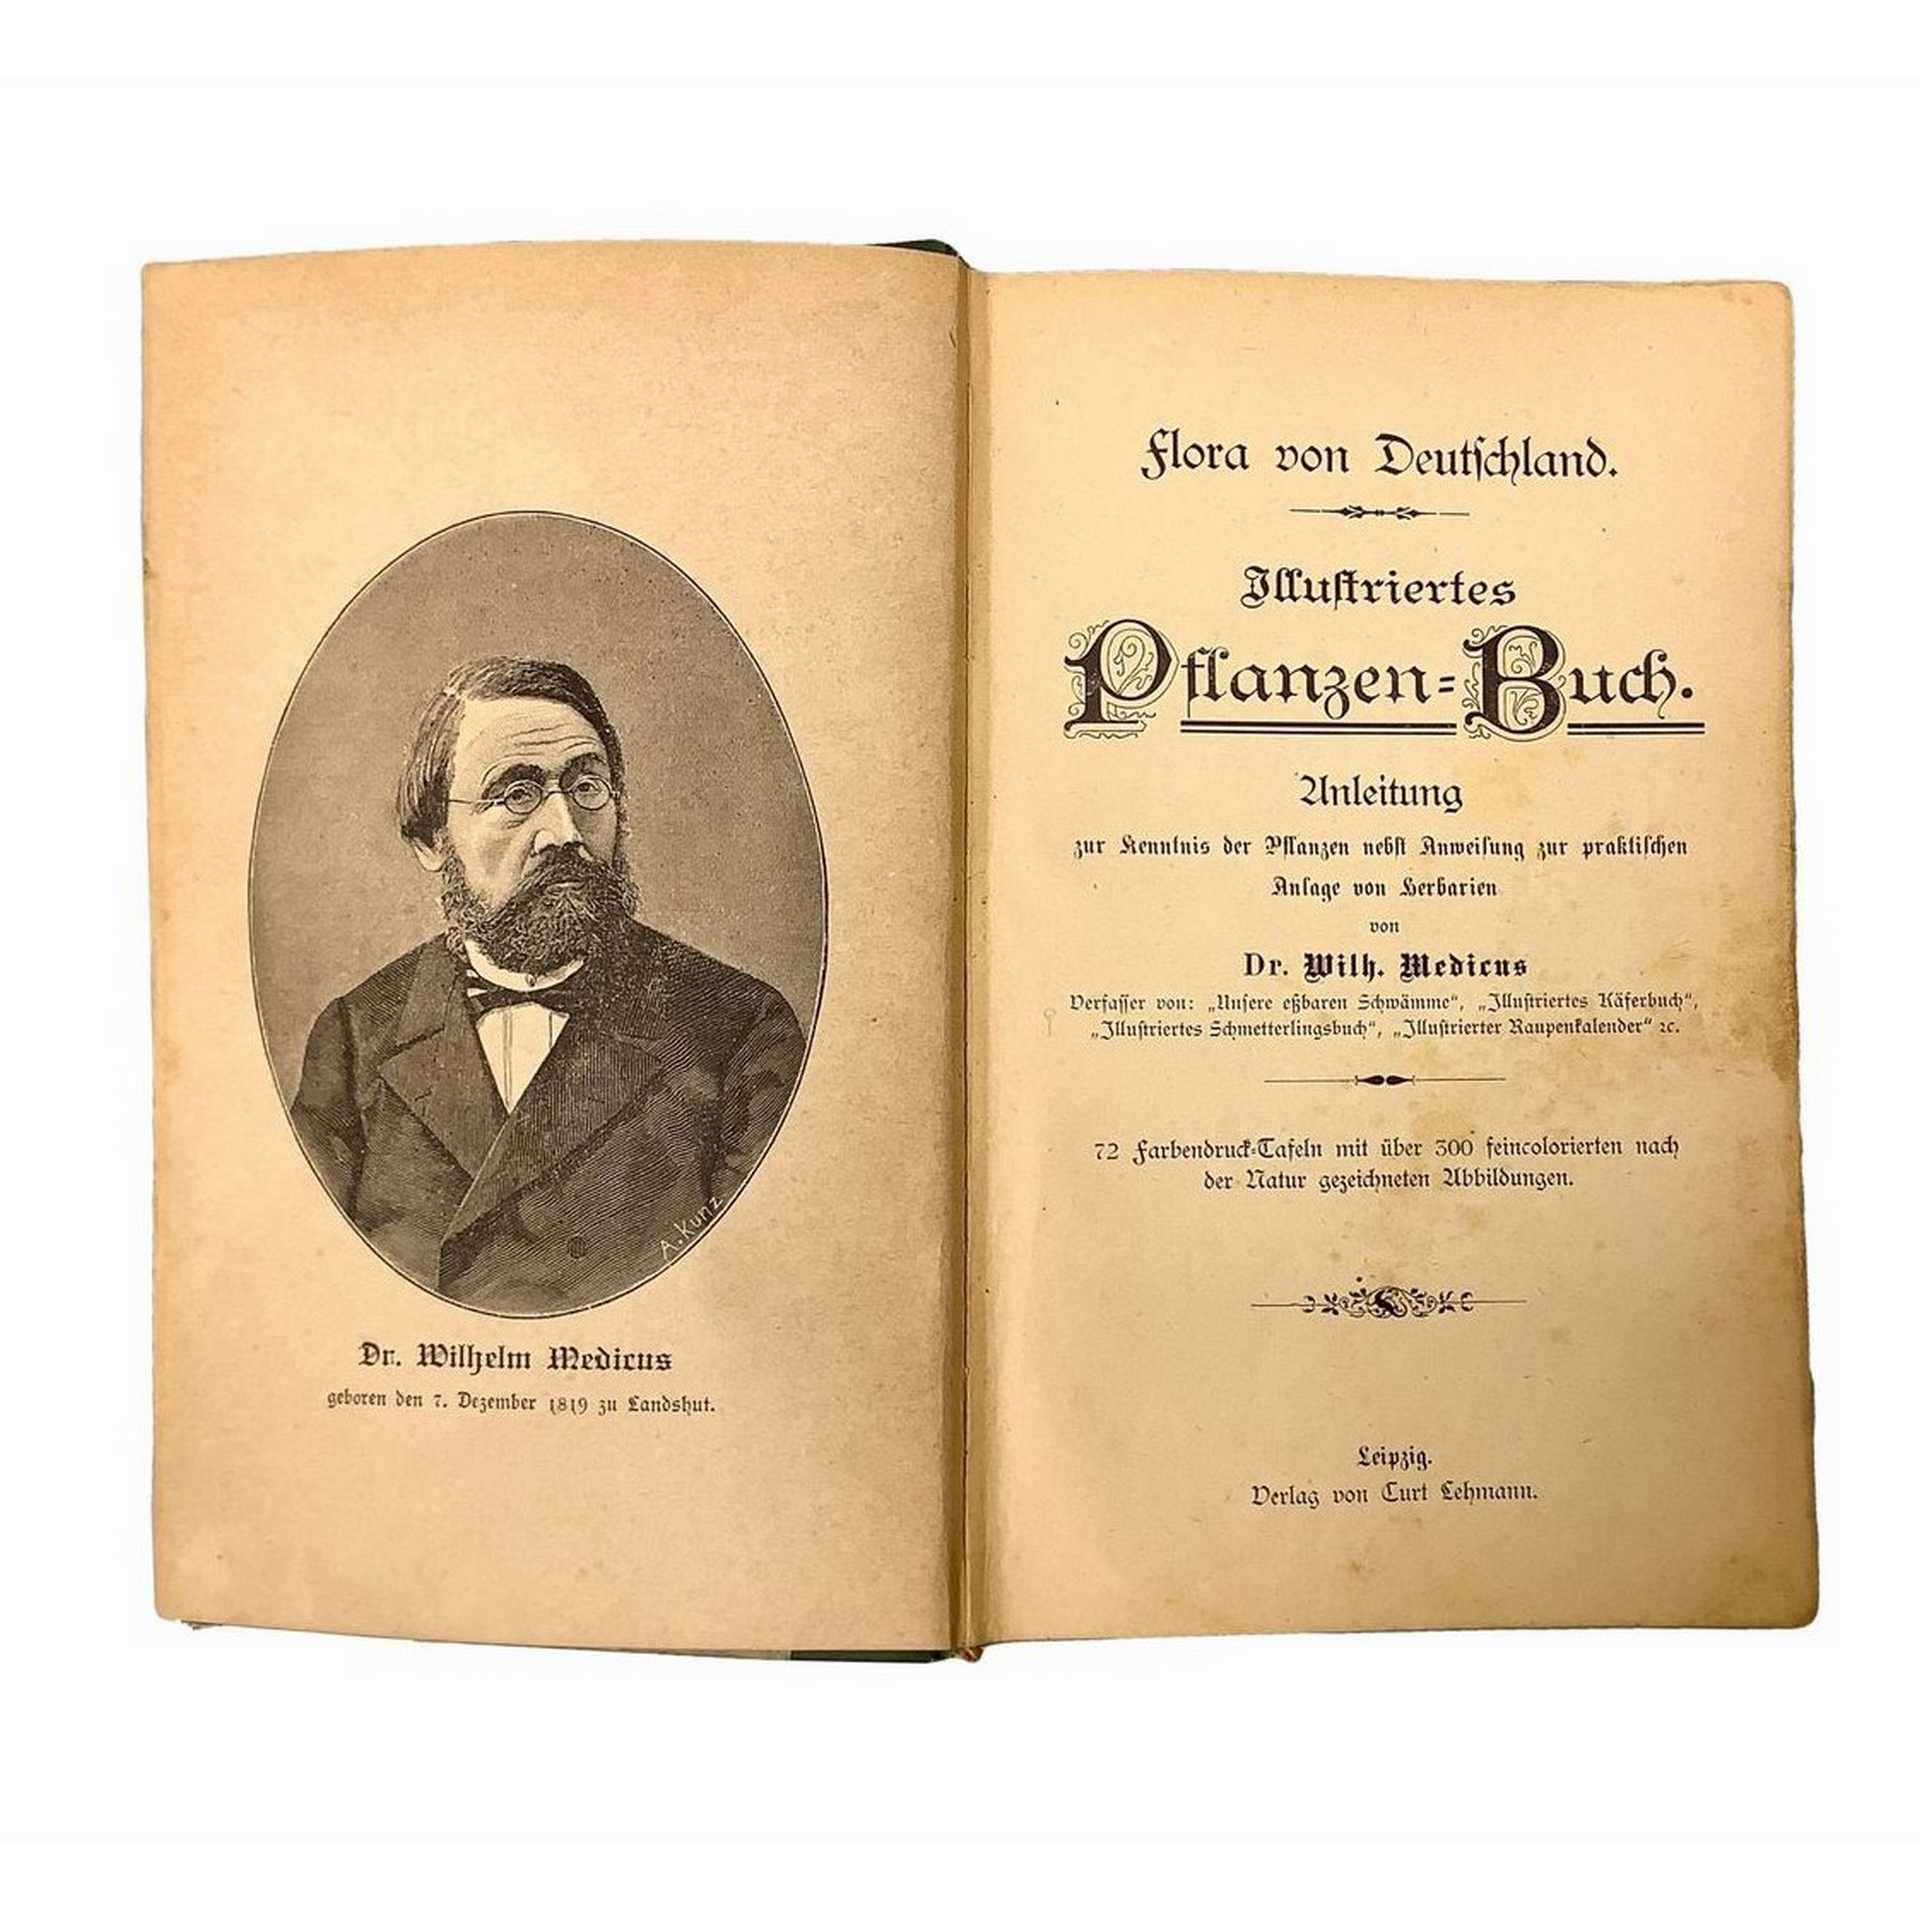 A. Kunz
Dr. Wilhelm Medicus
geboren den 7. Dezember 1819 zu Landshut.
Flora von Deutschland.
Illuſtriertes
Pflanzen-Buch.
Anleitung
zur Kenntnis der Pflanzen nebſt Anweiſung zur praktiſchen
Anlage von Herbarien
von
Dr. Wilh. Medicus
Verfaſſer von: „Unſere eßbaren Schwämme“, „Illuſtriertes Käferbuch“,
„Illuſtriertes Schmetterlingsbuch“, „Illuſtrierter Raupenkalender“ ꝛc.
72 Farbendruck-Tafeln mit über 300 feincolorierten nach
der Natur gezeichneten Abbildungen.
Leipzig.
Verlag von Curt Lehmann.